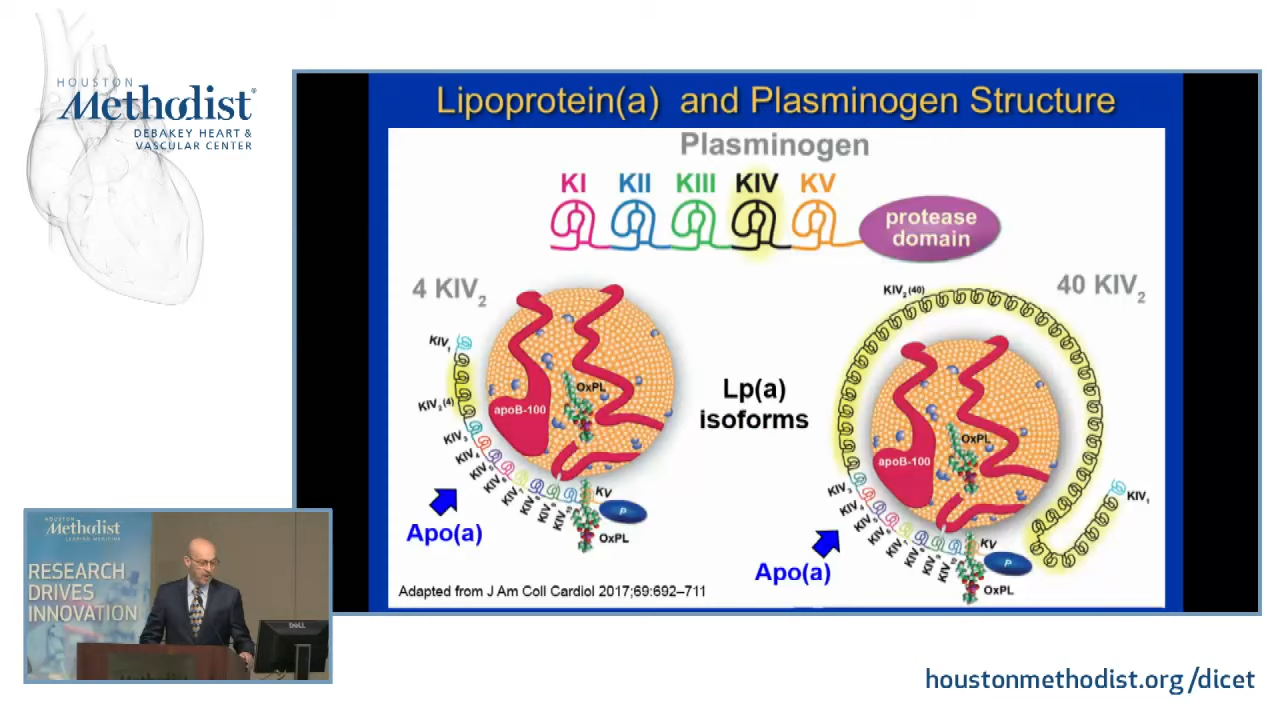 HOUSTON
Methodist
DEBAKEY HEART &
VASCULAR CENTER
Lipoprotein(a) and Plasminogen Structure
Plasminogen
KI KII KIII KIV KV
protease
domain
4 KIV2
KIV1
KIV2 (4)
KIV3
KIV4
KIV5
KIV6
KIV7
KIV8
KIV9
KIV10
KV
P
OxPL
apoB-100
OxPL
Apo(a)
Lp(a)
isoforms
40 KIV2
KIV2 (40)
OxPL
apoB-100
KIV1
KIV3
KIV4
KIV5
KIV6
KIV7
KIV8
KIV9
KIV10
KV
P
OxPL
Apo(a)
Adapted from J Am Coll Cardiol 2017;69:692–711
HOUSTON
Methodist
LEADING MEDICINE
RESEARCH
DRIVES
INNOVATION
DELL
houstonmethodist.org/dicet